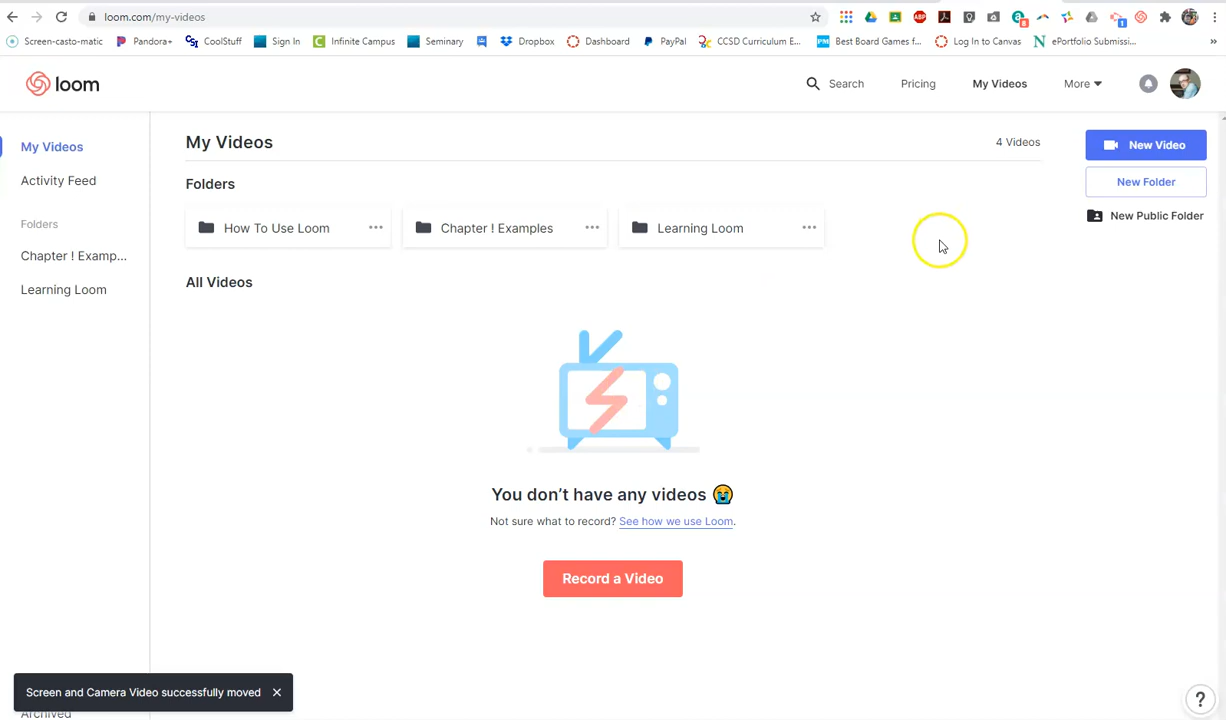 loom.com/my-videos
Screen-casto-matic Pandora+ CoolStuff Sign In Infinite Campus Seminary Dropbox Dashboard PayPal CCSD Curriculum E... Best Board Games f... Log In to Canvas ePortfolio Submissi... »
loom Search Pricing My Videos More
My Videos
Activity Feed
Folders
Chapter ! Examp...
Learning Loom
Archived
My Videos 4 Videos
Folders
How To Use Loom ··· Chapter ! Examples ··· Learning Loom ···
All Videos
You don’t have any videos 😭
Not sure what to record? See how we use Loom.
Record a Video
New Video
New Folder
New Public Folder
Screen and Camera Video successfully moved ×
?